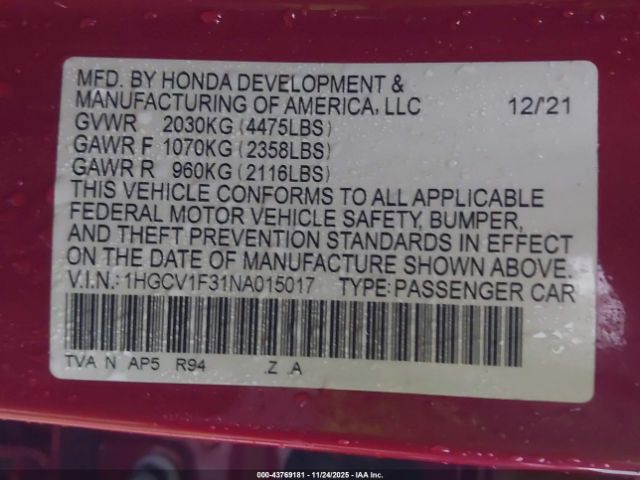 MFD. BY HONDA DEVELOPMENT &
MANUFACTURING OF AMERICA, LLC 12/'21
GVWR 2030KG (4475LBS)
GAWR F 1070KG (2358LBS)
GAWR R 960KG (2116LBS)
THIS VEHICLE CONFORMS TO ALL APPLICABLE
FEDERAL MOTOR VEHICLE SAFETY, BUMPER,
AND THEFT PREVENTION STANDARDS IN EFFECT
ON THE DATE OF MANUFACTURE SHOWN ABOVE.
V.I.N.: 1HGCV1F31NA015017 TYPE: PASSENGER CAR
TVA N AP5 R94 Z A
000-43769181 - 11/24/2025 - IAA Inc.